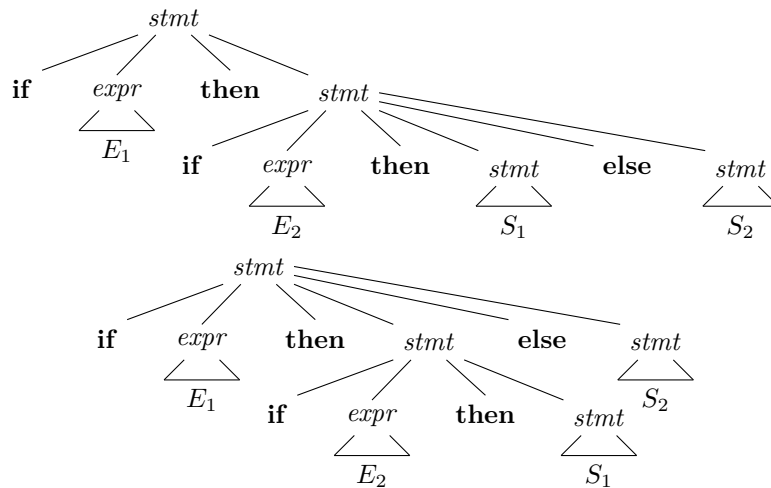 stmt
if expr then stmt
E₁
if expr then stmt else stmt
E₂ S₁ S₂
stmt
if expr then stmt else stmt
E₁ S₂
if expr then stmt
E₂ S₁